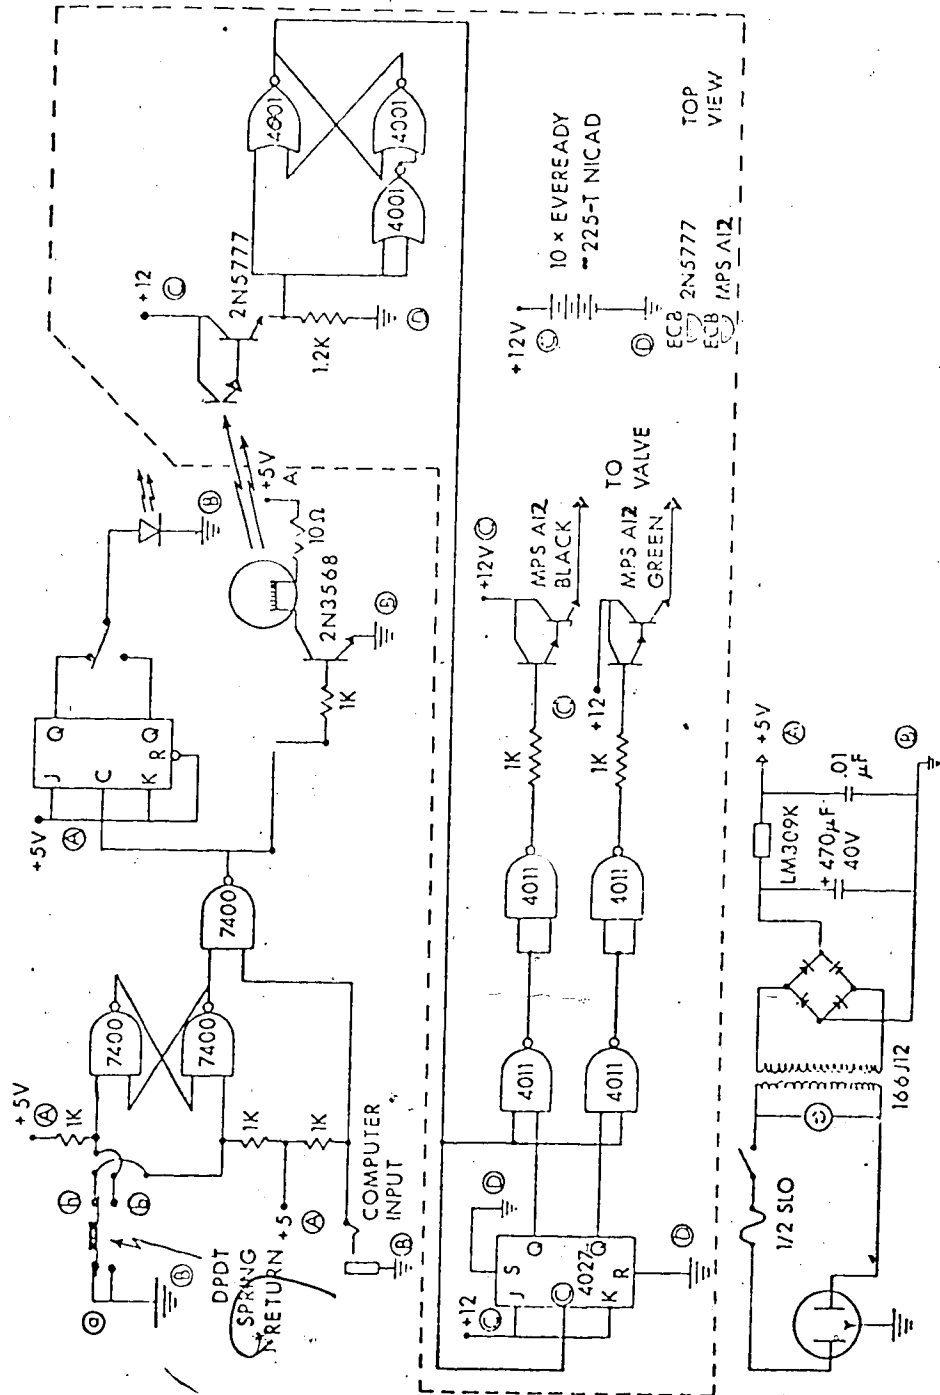 +5V
Ⓐ
1K
7400
7400
7400
ⓗ
ⓗ
ⓐ
Ⓑ
DPDT
SPRING
RETURN
1K
1K
+5
Ⓐ
COMPUTER
INPUT
Ⓑ
+5V
Ⓐ
J
C
K
Q
Q
R
Ⓑ
1K
2N3568
Ⓑ
10Ω
+5V
A
+12
Ⓒ
2N5777
1.2K
Ⓓ
4001
4001
4001
+12
Ⓒ
J
S
Q
Ⓒ
4027
Q
K
R
Ⓓ
Ⓓ
4011
4011
4011
4011
1K
1K
+12V Ⓒ
Ⓒ
+12
MPS A12
BLACK
MPS A12
GREEN
TO
VALVE
+12V
Ⓒ
Ⓓ
10 x EVEREADY
225-T NICAD
ECB 2N5777
ECB MPS A12
TOP
VIEW
1/2 SLO
166J12
LM309K
+ 470µF
40V
.01
µF
+5V
Ⓐ
Ⓑ